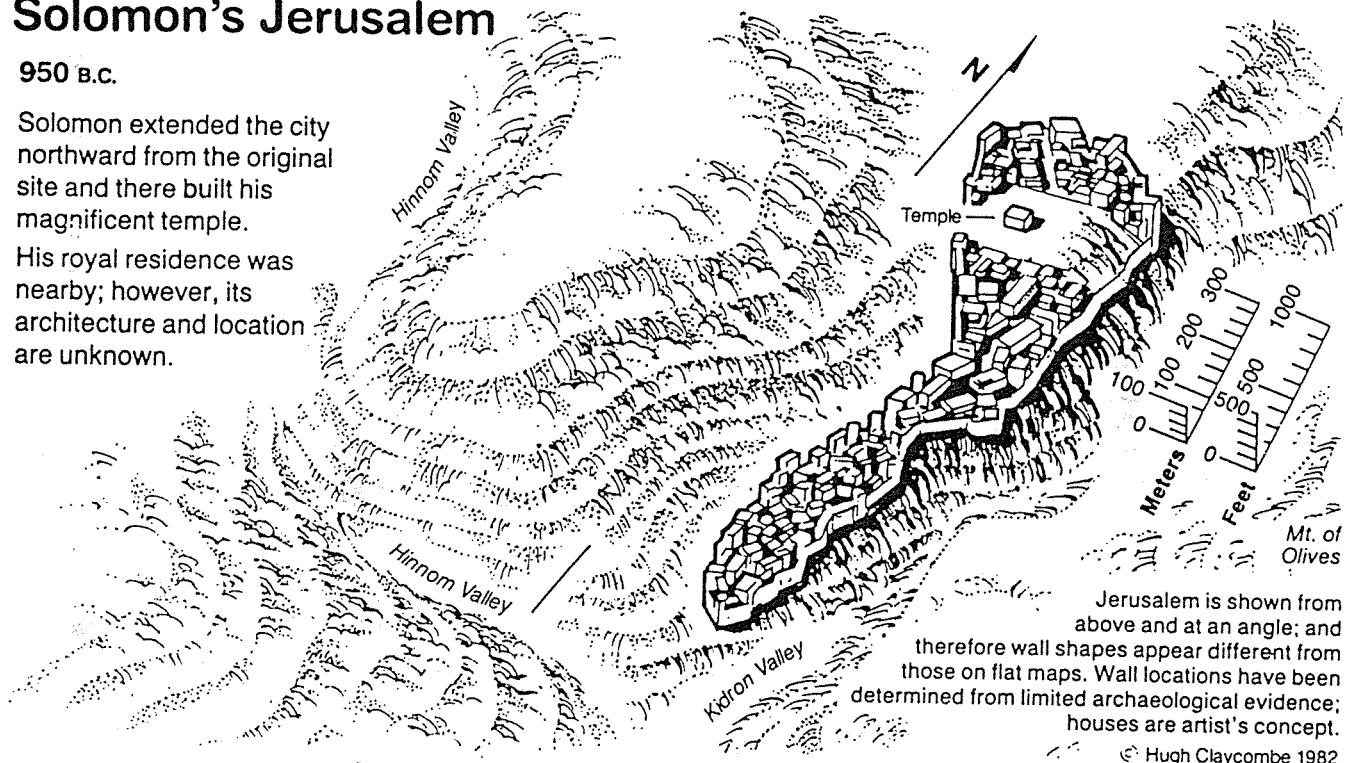 Solomon's Jerusalem
950 B.C.
Solomon extended the city
northward from the original
site and there built his
magnificent temple.
His royal residence was
nearby; however, its
architecture and location
are unknown.
Hinnom Valley
N
Temple
300
200
100
100
0
Meters
1000
500
500
0
Feet
Hinnom Valley
Kidron Valley
Mt. of
Olives
Jerusalem is shown from
above and at an angle; and
therefore wall shapes appear different from
those on flat maps. Wall locations have been
determined from limited archaeological evidence;
houses are artist's concept.
© Hugh Claycombe 1982